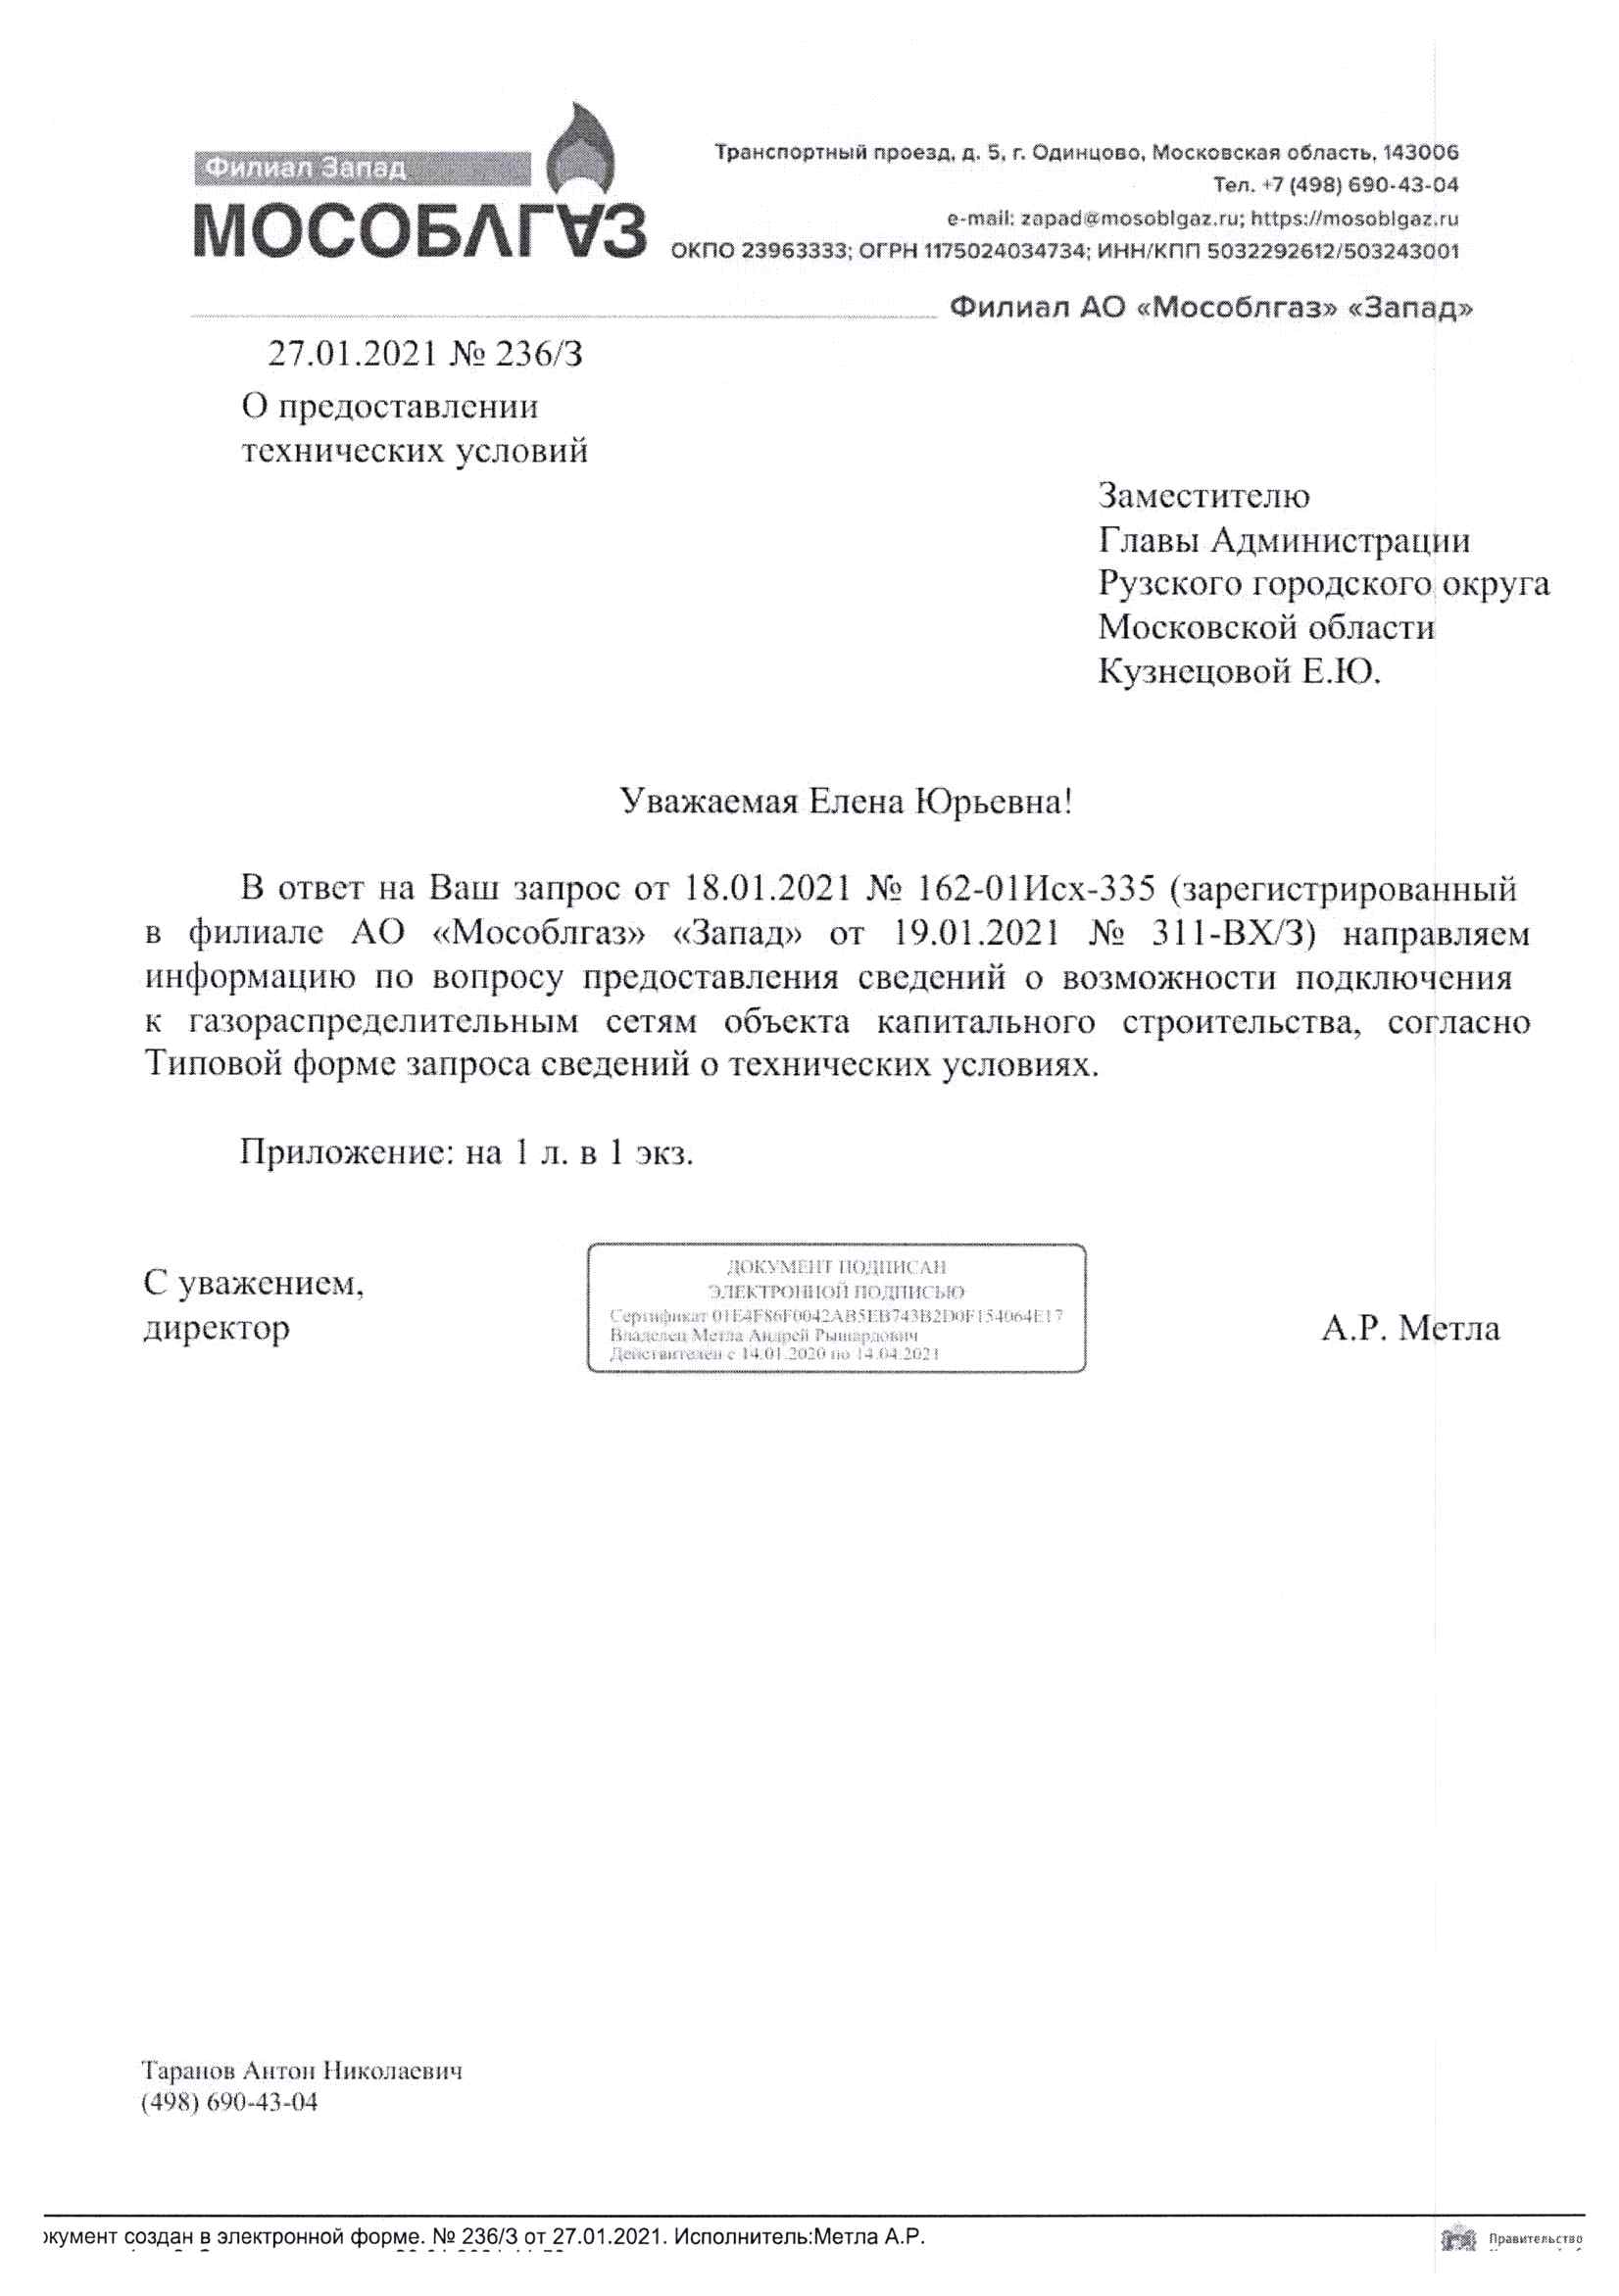 Филиал Запад
МОСОБЛГАЗ
Транспортный проезд, д. 5, г. Одинцово, Московская область, 143006
Тел. +7 (498) 690-43-04
e-mail: zapad@mosoblgaz.ru; https://mosoblgaz.ru
ОКПО 23963333; ОГРН 1175024034734; ИНН/КПП 5032292612/503243001
Филиал АО «Мособлгаз» «Запад»
27.01.2021 № 236/З
О предоставлении
технических условий
Заместителю
Главы Администрации
Рузского городского округа
Московской области
Кузнецовой Е.Ю.
Уважаемая Елена Юрьевна!
В ответ на Ваш запрос от 18.01.2021 № 162-01Исх-335 (зарегистрированный
в филиале АО «Мособлгаз» «Запад» от 19.01.2021 № 311-ВХ/З) направляем
информацию по вопросу предоставления сведений о возможности подключения
к газораспределительным сетям объекта капитального строительства, согласно
Типовой форме запроса сведений о технических условиях.
Приложение: на 1 л. в 1 экз.
С уважением,
директор
ДОКУМЕНТ ПОДПИСАН
ЭЛЕКТРОННОЙ ПОДПИСЬЮ
Сертификат 01E4F86F0042AB5EB743B2D0F154064E17
Владелец Метла Андрей Рышардович
Действителен с 14.01.2020 по 14.04.2021
А.Р. Метла
Таранов Антон Николаевич
(498) 690-43-04
окумент создан в электронной форме. № 236/З от 27.01.2021. Исполнитель:Метла А.Р.
Правительство